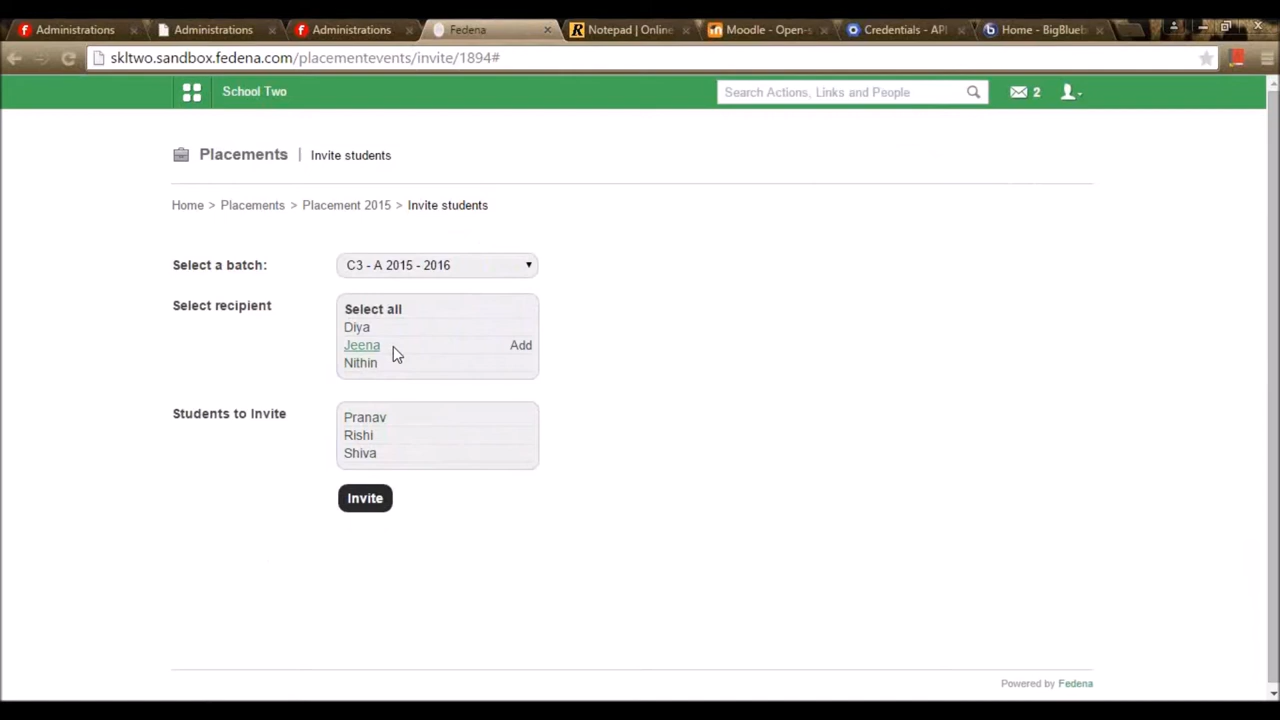 Administrations
Administrations
Administrations
Fedena
Notepad | Online
Moodle - Open-s
Credentials - API
Home - BigBlueb
skltwo.sandbox.fedena.com/placementevents/invite/1894#
School Two
Search Actions, Links and People
2
Placements | Invite students
Home > Placements > Placement 2015 > Invite students
Select a batch:
C3 - A 2015 - 2016
Select recipient
Select all
Diya
Jeena
Add
Nithin
Students to Invite
Pranav
Rishi
Shiva
Invite
Powered by Fedena